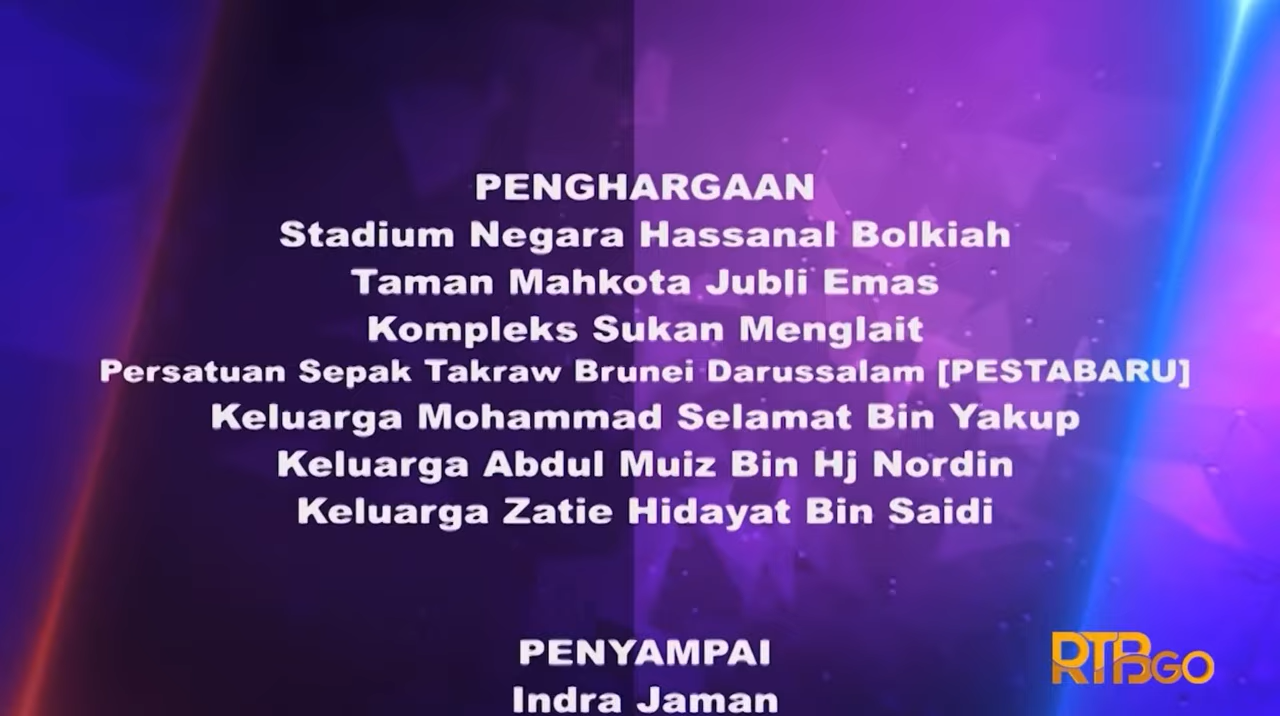 PENGHARGAAN
Stadium Negara Hassanal Bolkiah
Taman Mahkota Jubli Emas
Kompleks Sukan Menglait
Persatuan Sepak Takraw Brunei Darussalam [PESTABARU]
Keluarga Mohammad Selamat Bin Yakup
Keluarga Abdul Muiz Bin Hj Nordin
Keluarga Zatie Hidayat Bin Saidi
PENYAMPAI
Indra Jaman
RTBGO